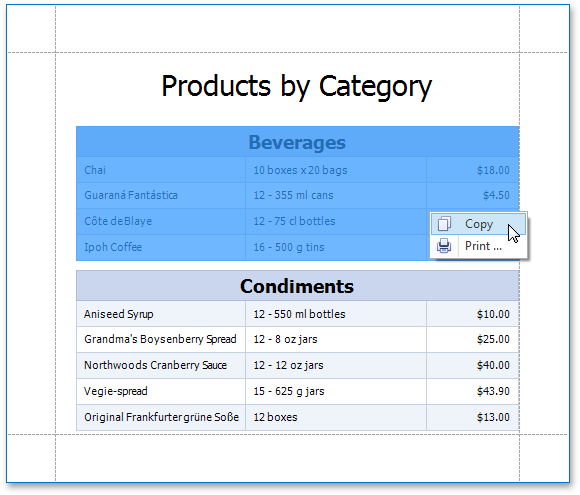 Products by Category
Beverages
Chai 10 boxes x 20 bags $18.00
Guaraná Fantástica 12 - 355 ml cans $4.50
Côte de Blaye 12 - 75 cl bottles
Ipoh Coffee 16 - 500 g tins
Copy
Print ...
Condiments
Aniseed Syrup 12 - 550 ml bottles $10.00
Grandma's Boysenberry Spread 12 - 8 oz jars $25.00
Northwoods Cranberry Sauce 12 - 12 oz jars $40.00
Vegie-spread 15 - 625 g jars $43.90
Original Frankfurter grüne Soße 12 boxes $13.00